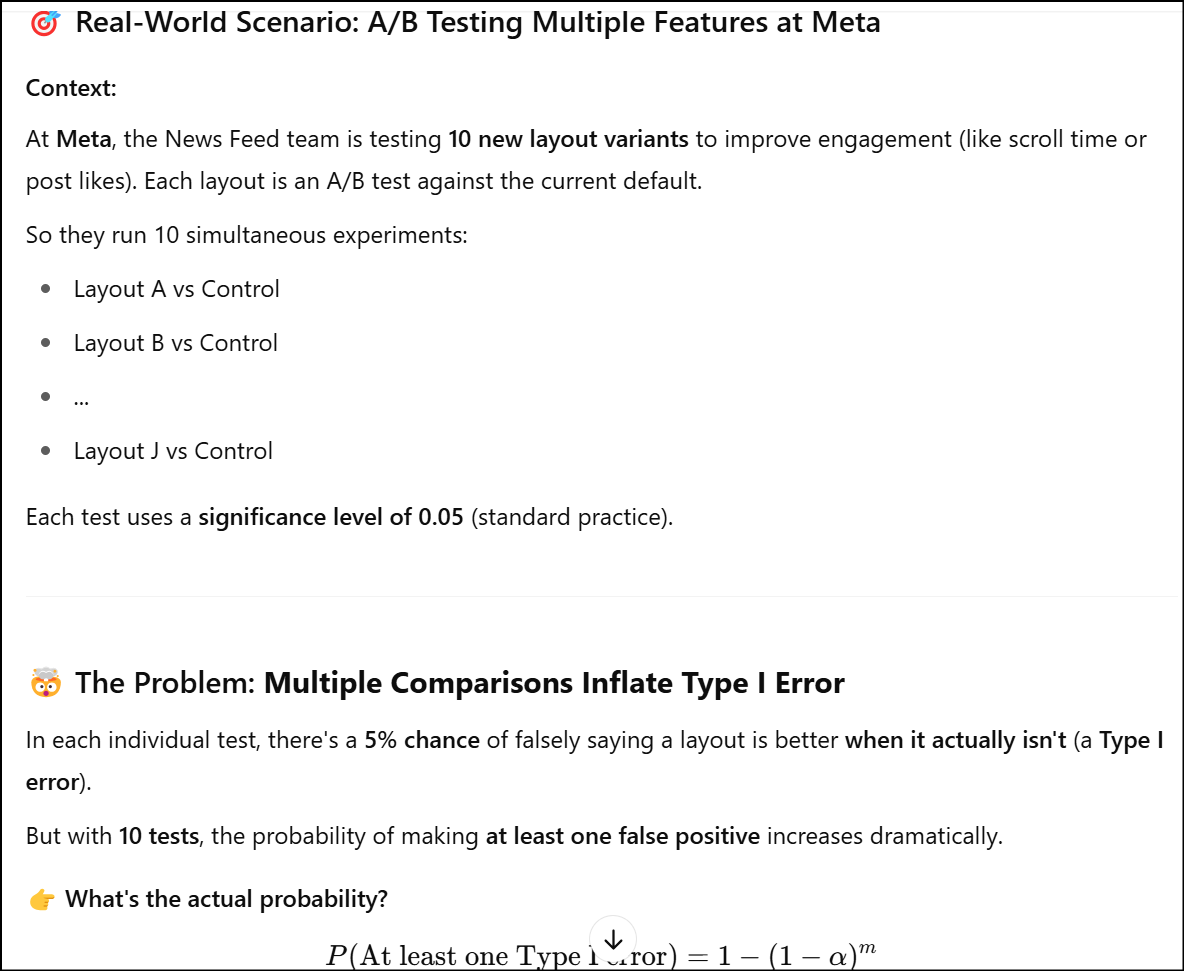 🎯 Real-World Scenario: A/B Testing Multiple Features at Meta
Context:
At Meta, the News Feed team is testing 10 new layout variants to improve engagement (like scroll time or
post likes). Each layout is an A/B test against the current default.
So they run 10 simultaneous experiments:
• Layout A vs Control
• Layout B vs Control
• ...
• Layout J vs Control
Each test uses a significance level of 0.05 (standard practice).
🤯 The Problem: Multiple Comparisons Inflate Type I Error
In each individual test, there's a 5% chance of falsely saying a layout is better when it actually isn't (a Type I
error).
But with 10 tests, the probability of making at least one false positive increases dramatically.
👉 What's the actual probability?
P(At least one Type I error) = 1 − (1 − α)^m